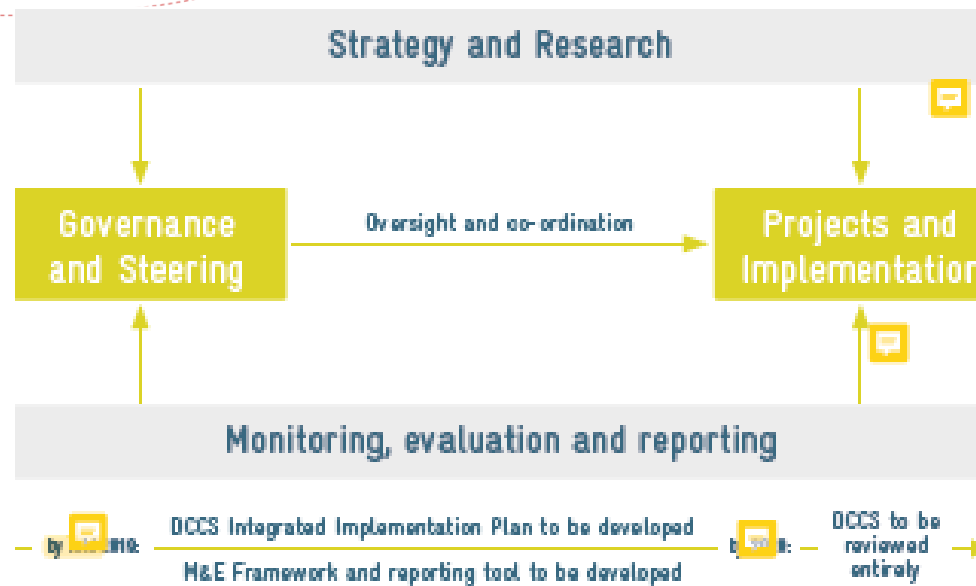 Strategy and Research
Governance
and Steering
Oversight and co-ordination
Projects and
Implementation
Monitoring, evaluation and reporting
by
DCCS Integrated Implementation Plan to be developed
M&E Framework and reporting tool to be developed
DCCS to be
reviewed
entirely